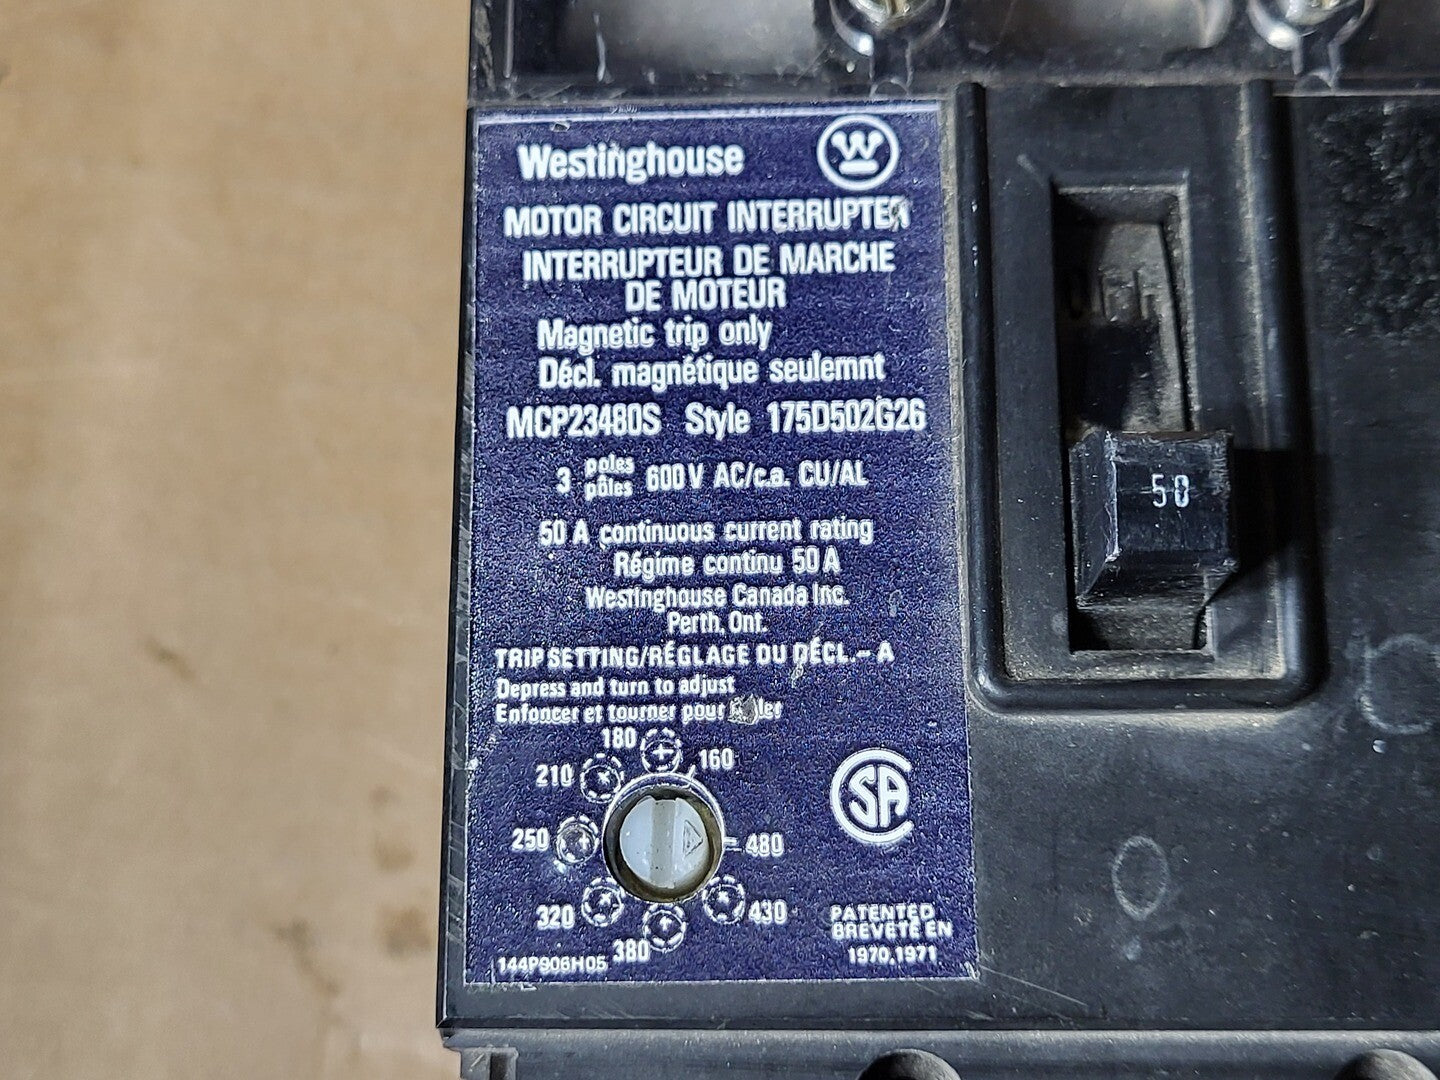 Westinghouse
W
MOTOR CIRCUIT INTERRUPTER
INTERRUPTEUR DE MARCHE
DE MOTEUR
Magnetic trip only
Décl. magnétique seulemnt
MCP23480S Style 175D502G26
3 poles pôles 600 V AC/c.a. CU/AL
50 A continuous current rating
Régime continu 50 A
Westinghouse Canada Inc.
Perth, Ont.
TRIP SETTING/RÉGLAGE DU DÉCL.- A
Depress and turn to adjust
Enfoncer et tourner pour
180
160
210
250
480
320
430
380
144P906H05
CSA
PATENTED
BREVETÉ EN
1970,1971
50